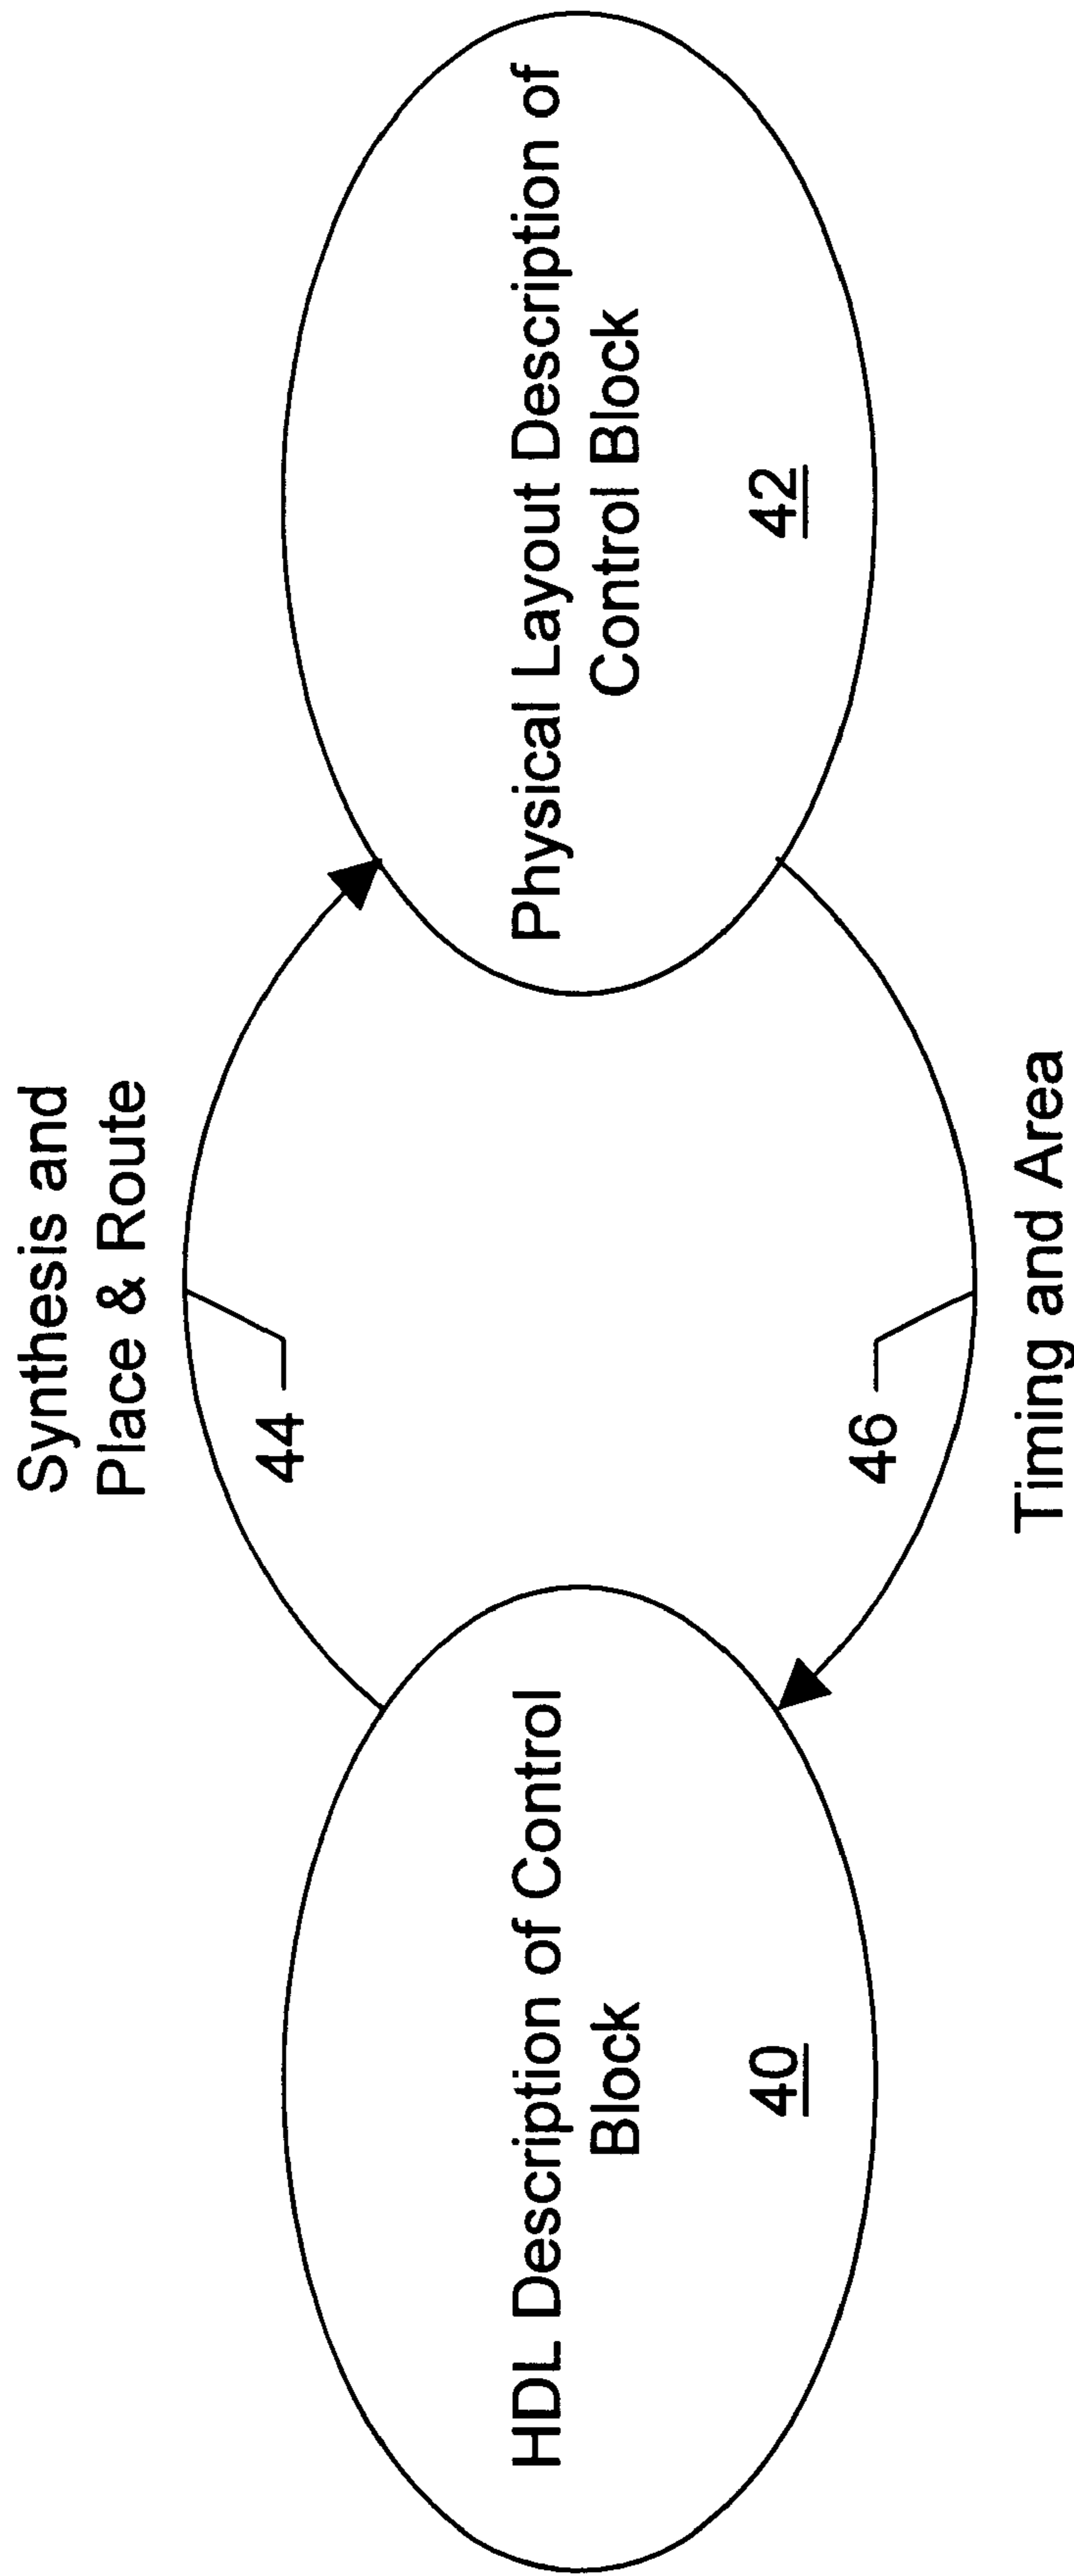 Synthesis and
Place & Route
44
HDL Description of Control
Block
40
Physical Layout Description of
Control Block
42
46
Timing and Area